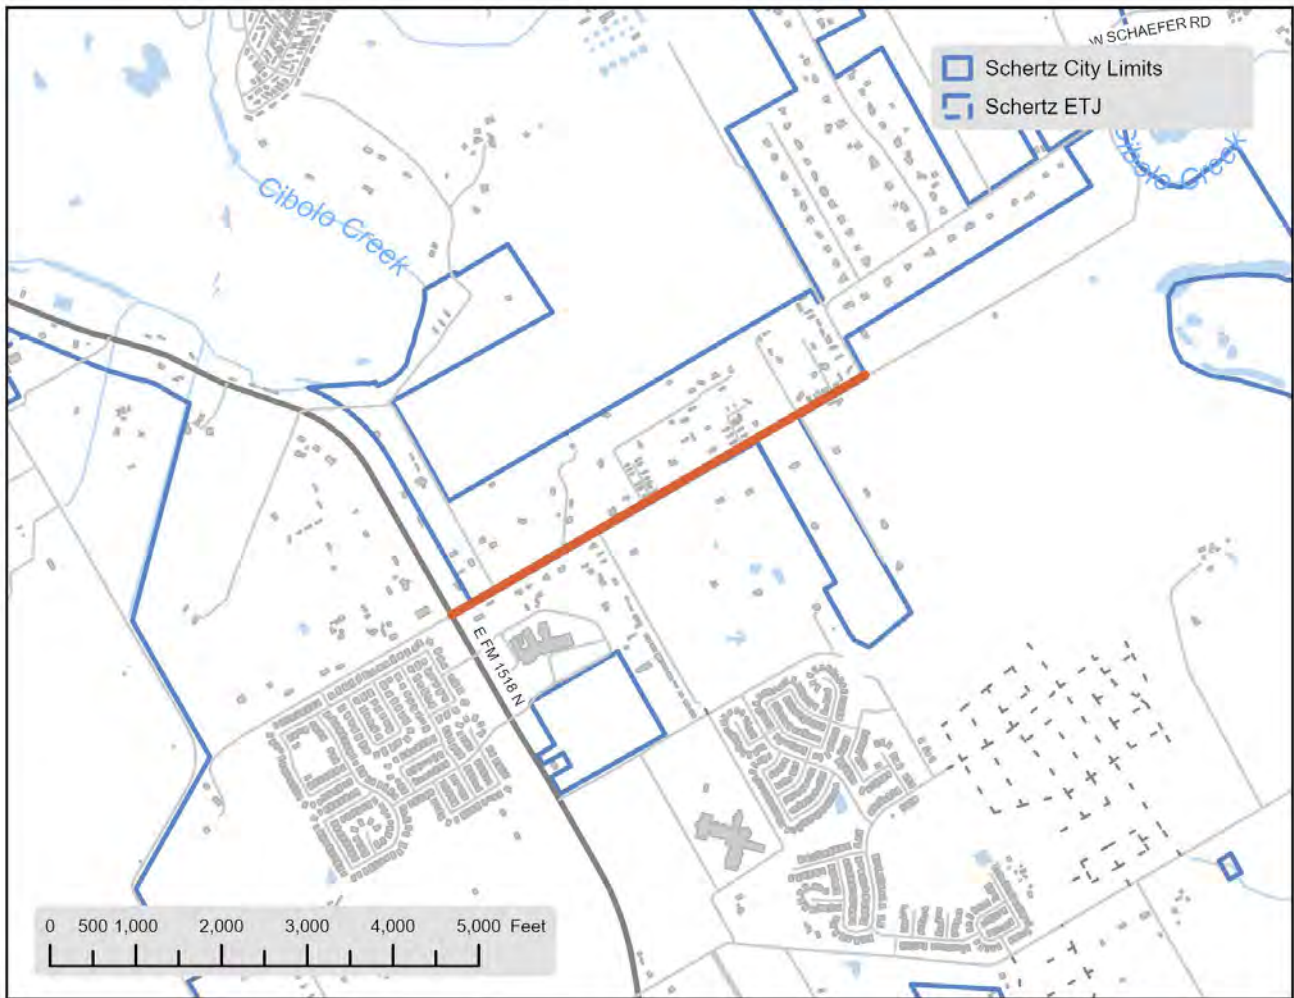 W SCHAEFER RD
Schertz City Limits
Schertz ETJ
Cibolo Creek
Cibolo Creek
E FM 1518 N
0 500 1,000 2,000 3,000 4,000 5,000 Feet